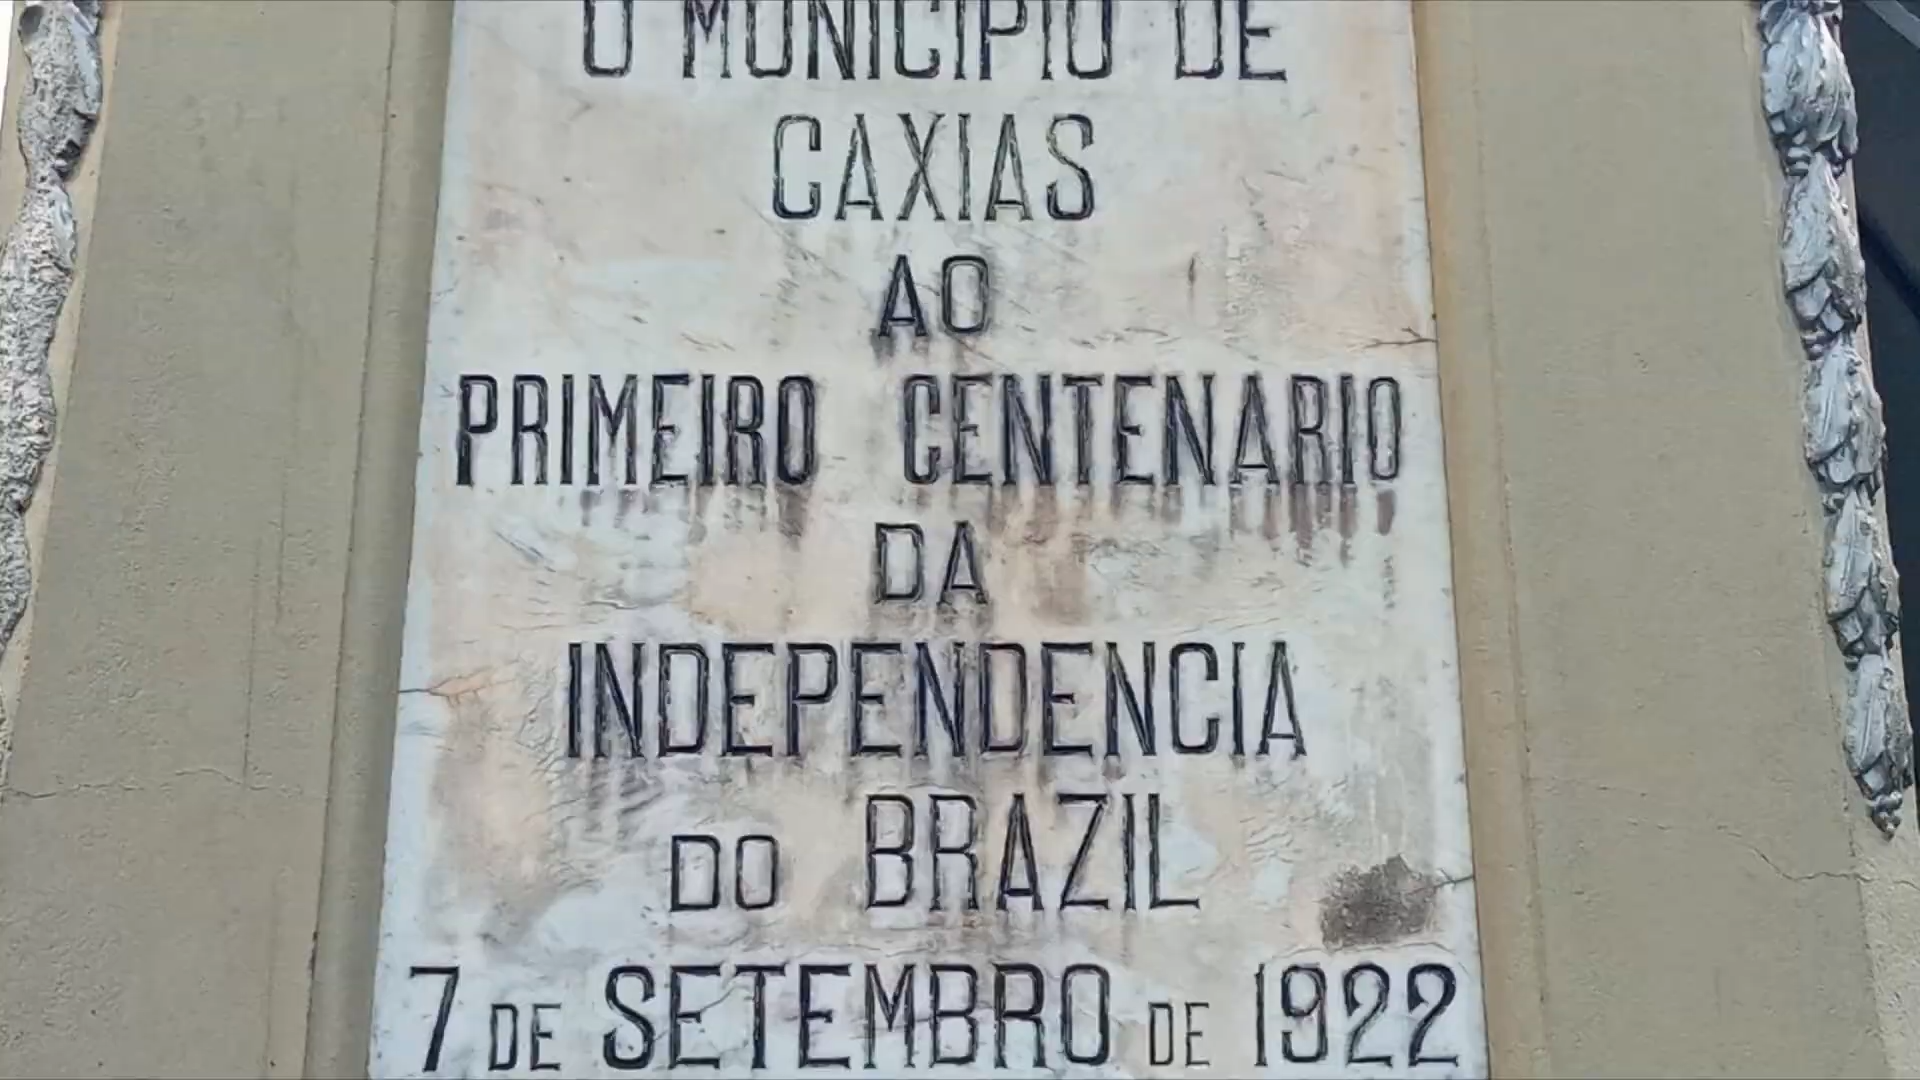 O MUNICIPIO DE
CAXIAS
AO
PRIMEIRO CENTENARIO
DA
INDEPENDENCIA
DO BRAZIL
7 DE SETEMBRO DE 1922